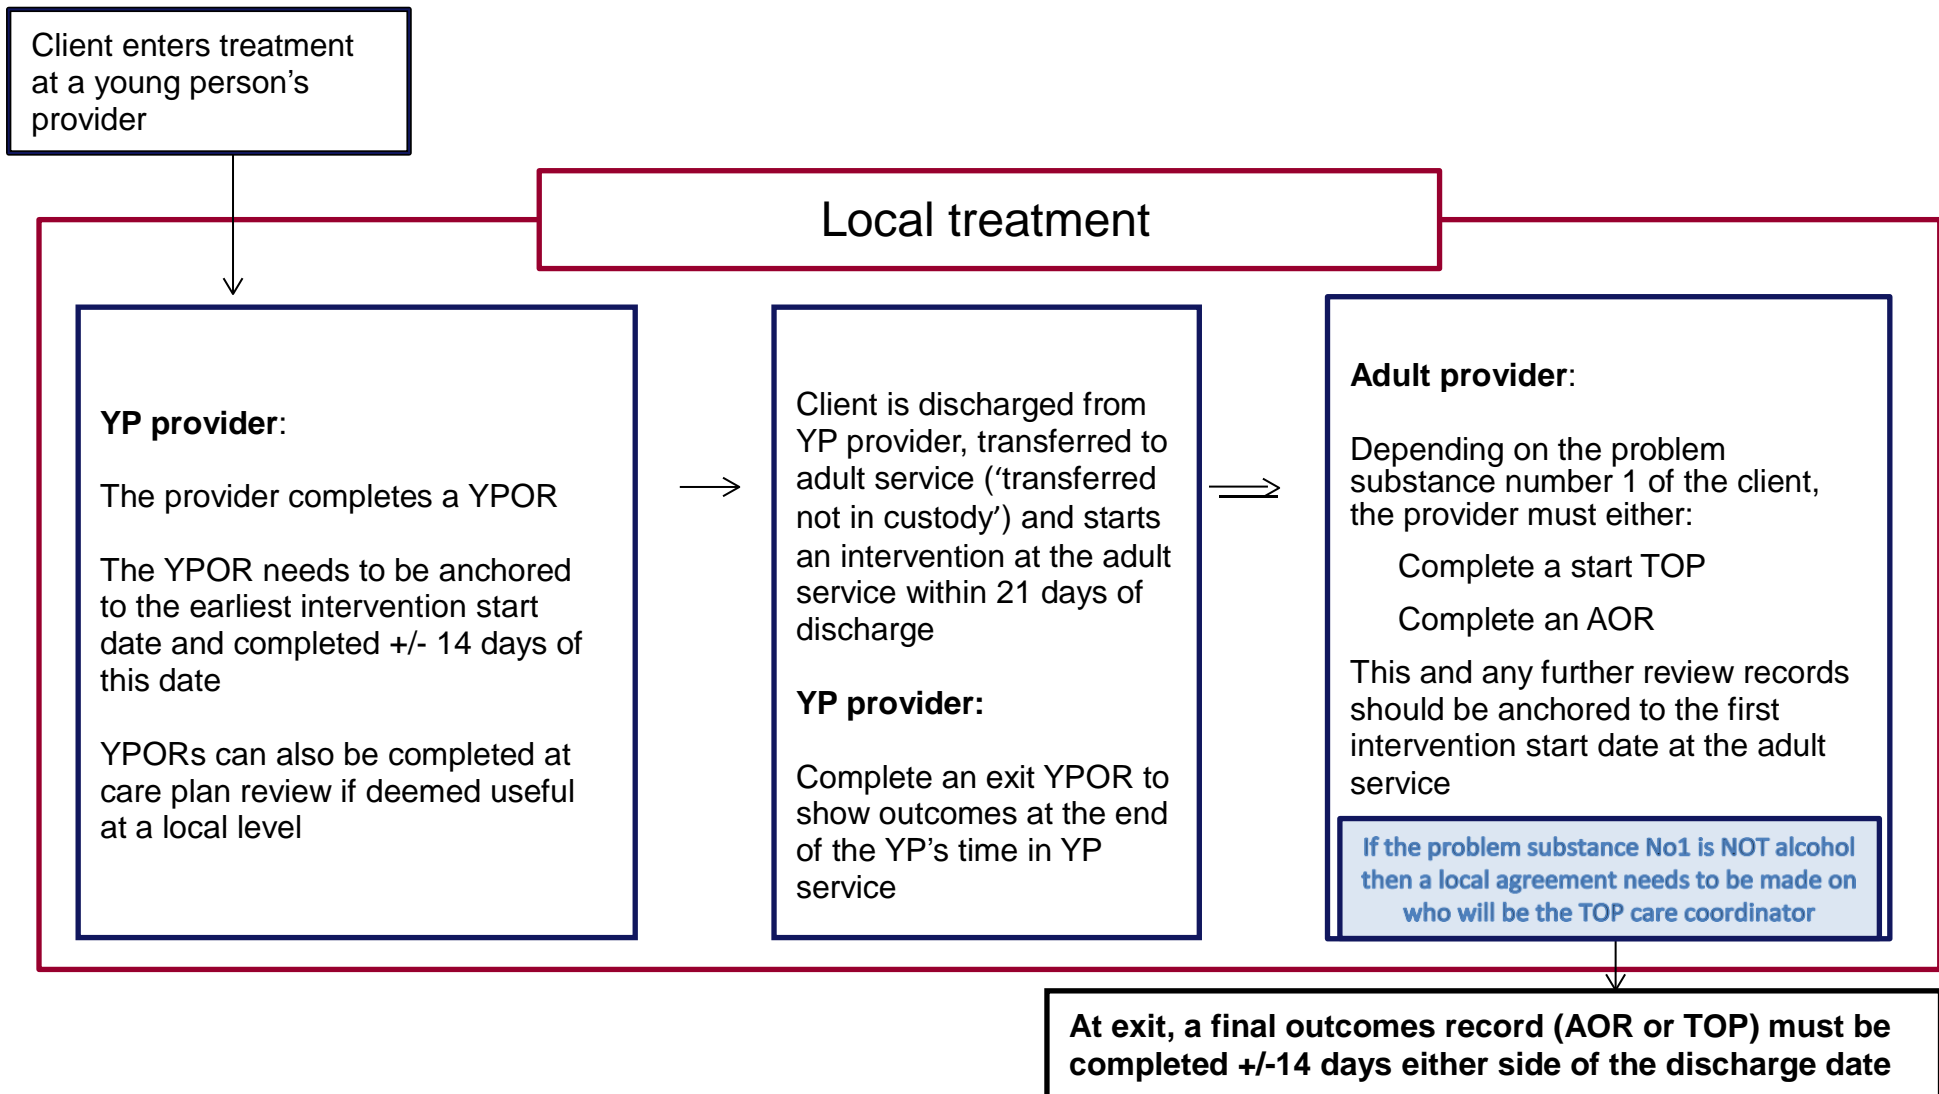 Client enters treatment
at a young person’s
provider
Local treatment
YP provider:
The provider completes a YPOR
The YPOR needs to be anchored
to the earliest intervention start
date and completed +/- 14 days of
this date
YPORs can also be completed at
care plan review if deemed useful
at a local level
Client is discharged from
YP provider, transferred to
adult service (‘transferred
not in custody’) and starts
an intervention at the adult
service within 21 days of
discharge
YP provider:
Complete an exit YPOR to
show outcomes at the end
of the YP’s time in YP
service
Adult provider:
Depending on the problem
substance number 1 of the client,
the provider must either:
Complete a start TOP
Complete an AOR
This and any further review records
should be anchored to the first
intervention start date at the adult
service
If the problem substance No1 is NOT alcohol
then a local agreement needs to be made on
who will be the TOP care coordinator
At exit, a final outcomes record (AOR or TOP) must be
completed +/-14 days either side of the discharge date